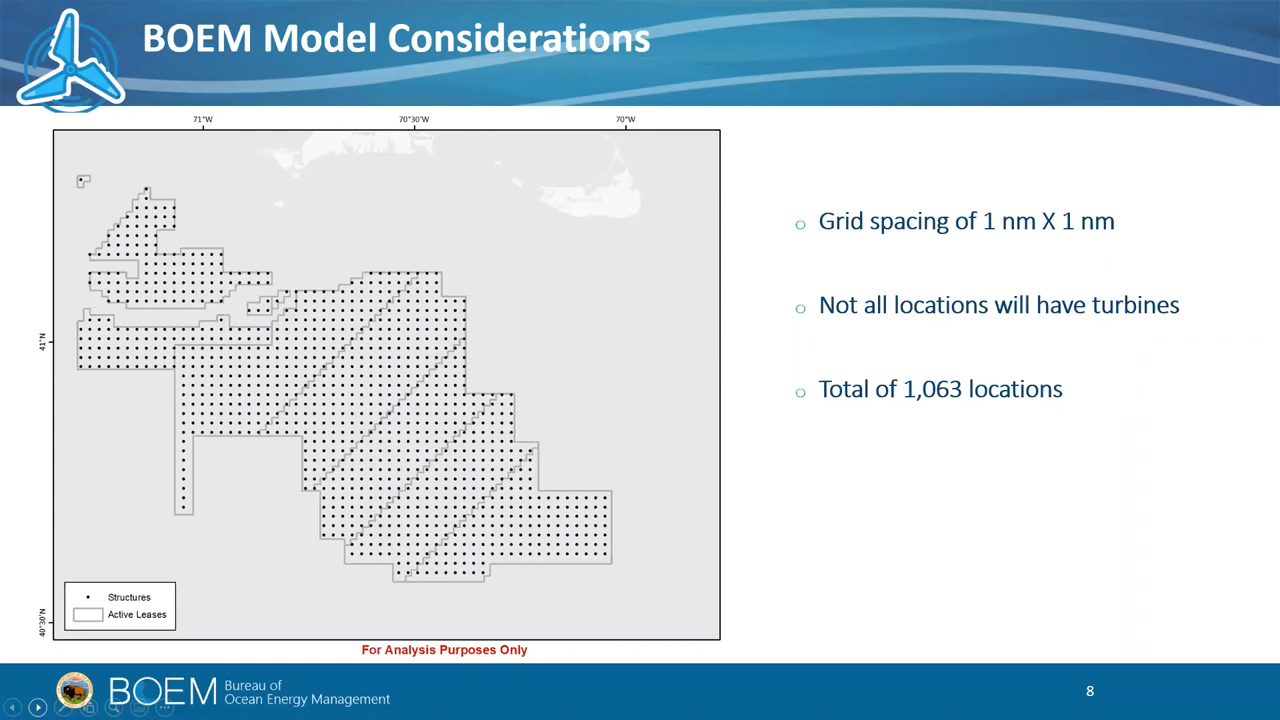 BOEM Model Considerations
71°W
70°30'W
70°W
41°N
40°30'N
Structures
Active Leases
For Analysis Purposes Only
○ Grid spacing of 1 nm X 1 nm
○ Not all locations will have turbines
○ Total of 1,063 locations
BOEM
Bureau of
Ocean Energy Management
8